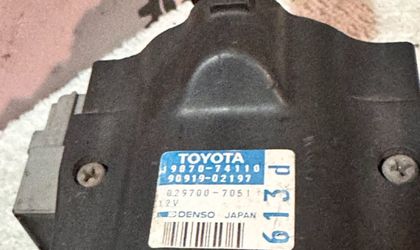 TOYOTA
19070-74110
90919-02197
029700-7051
12V
DENSO JAPAN
613d